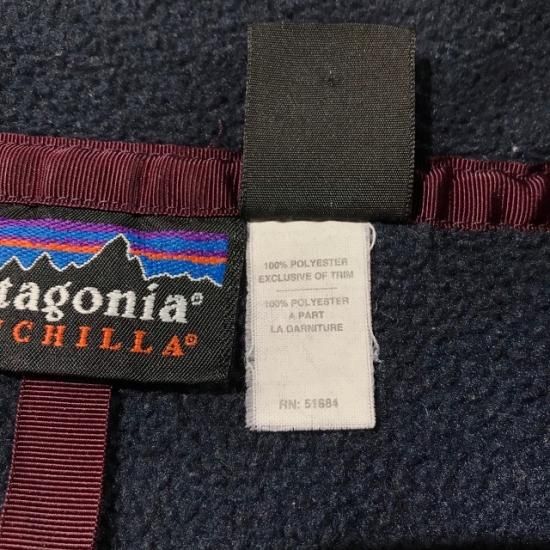 tagonia®
CHILLA®
100% POLYESTER
EXCLUSIVE OF TRIM
100% POLYESTER
À PART
LA GARNITURE
RN: 51884